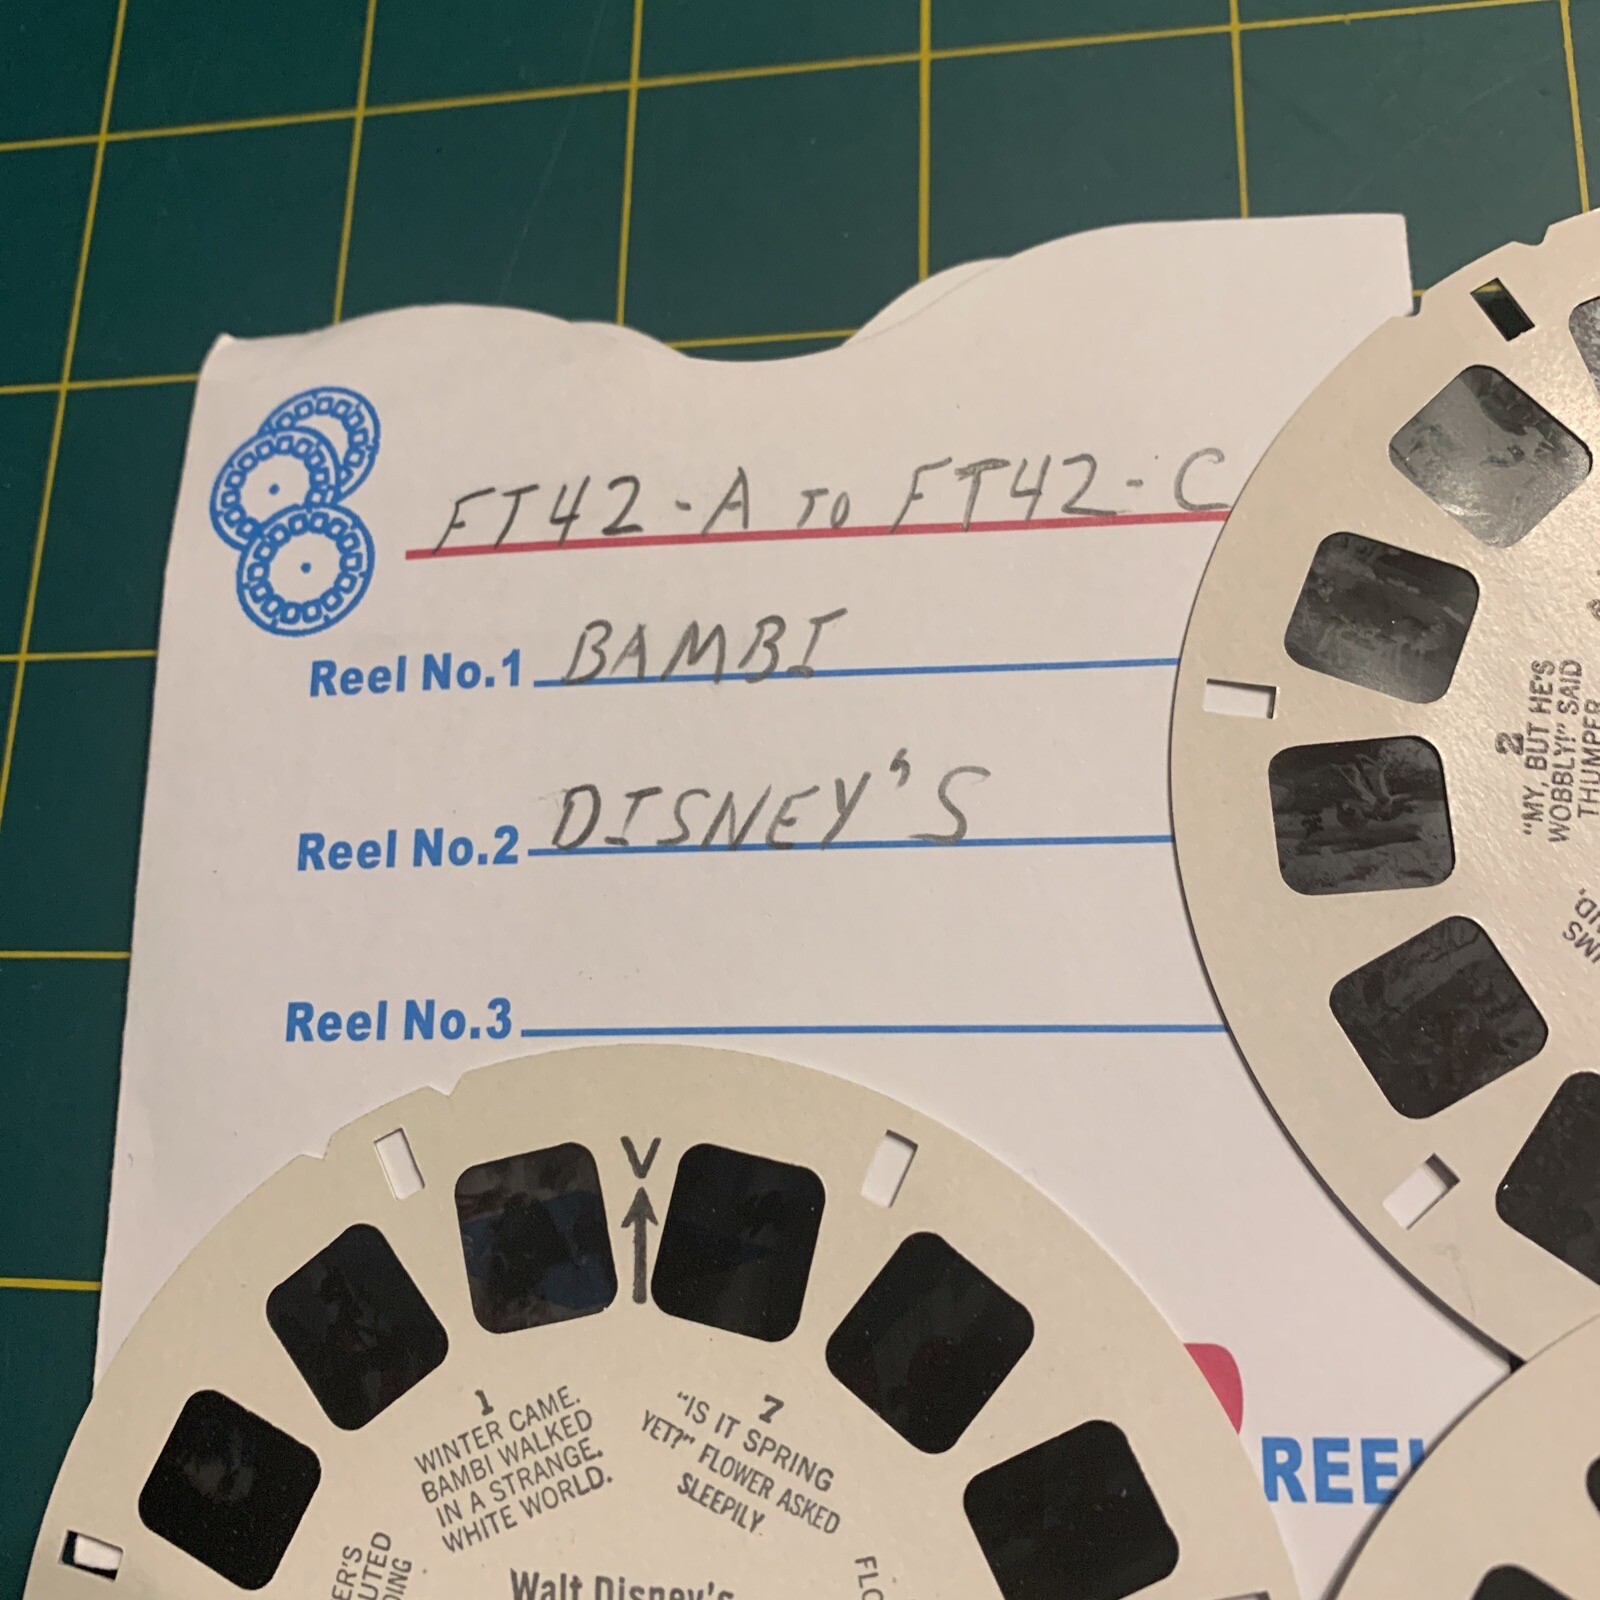 FT42-A TO FT42-C
Reel No.1 BAMBI
Reel No.2 DISNEY'S
Reel No.3
2
"MY, BUT HE'S
WOBBLY!" SAID
THUMPER
V
1
WINTER CAME.
BAMBI WALKED
IN A STRANGE.
WHITE WORLD.
7
"IS IT SPRING
YET?" FLOWER ASKED
SLEEPILY.
Walt Disney's